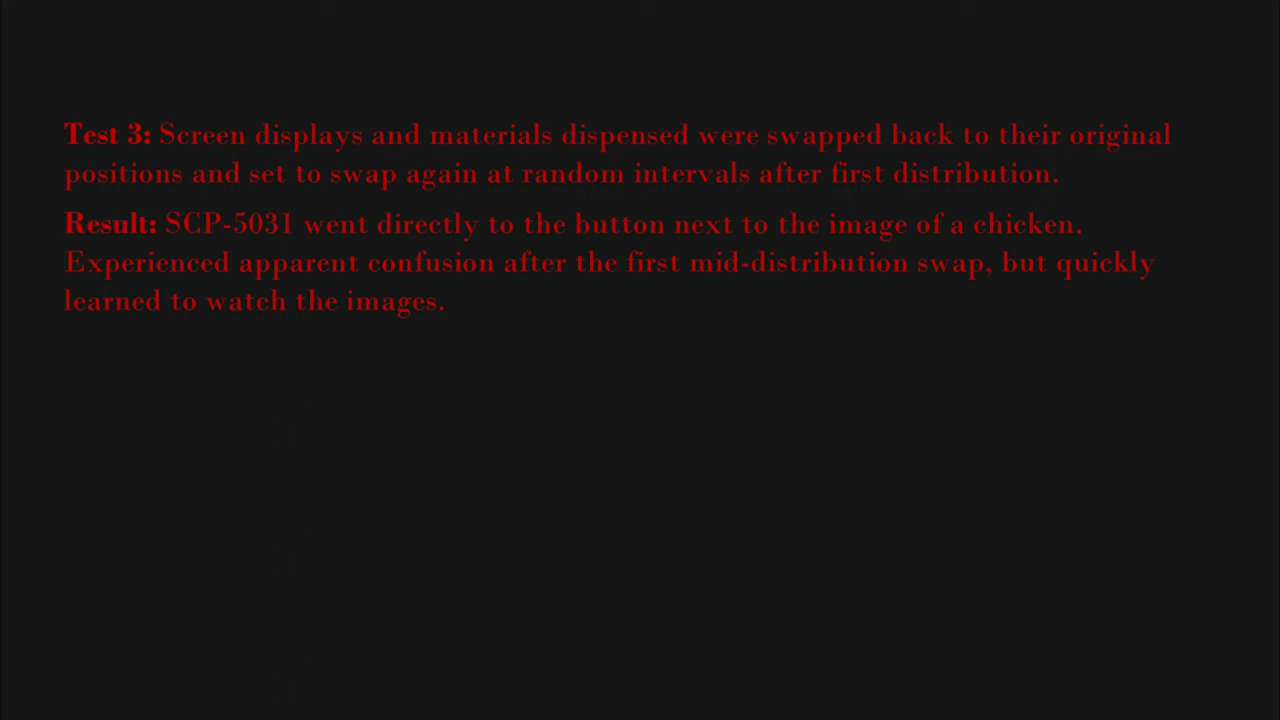 Test 3: Screen displays and materials dispensed were swapped back to their original
positions and set to swap again at random intervals after first distribution.
Result: SCP-5031 went directly to the button next to the image of a chicken.
Experienced apparent confusion after the first mid-distribution swap, but quickly
learned to watch the images.